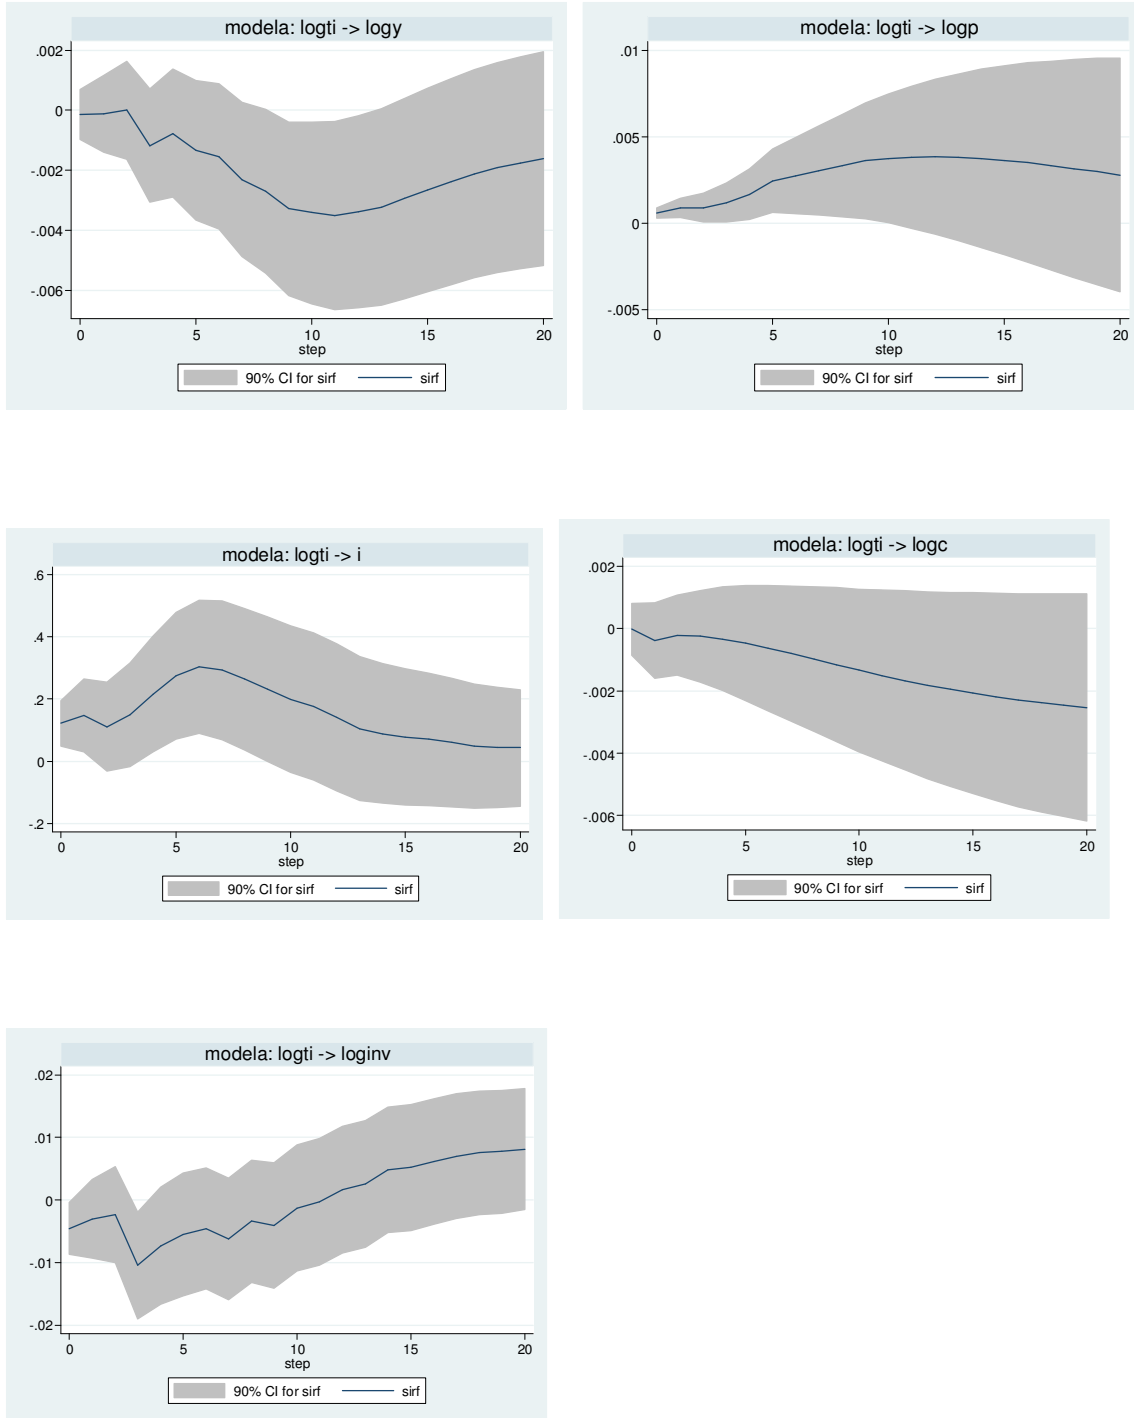 modela: logti -> logy
.002
0
-.002
-.004
-.006
0 5 10 15 20
step
90% CI for sirf sirf
modela: logti -> logp
.01
.005
0
-.005
0 5 10 15 20
step
90% CI for sirf sirf
modela: logti -> i
.6
.4
.2
0
-.2
0 5 10 15 20
step
90% CI for sirf sirf
modela: logti -> logc
.002
0
-.002
-.004
-.006
0 5 10 15 20
step
90% CI for sirf sirf
modela: logti -> loginv
.02
.01
0
-.01
-.02
0 5 10 15 20
step
90% CI for sirf sirf